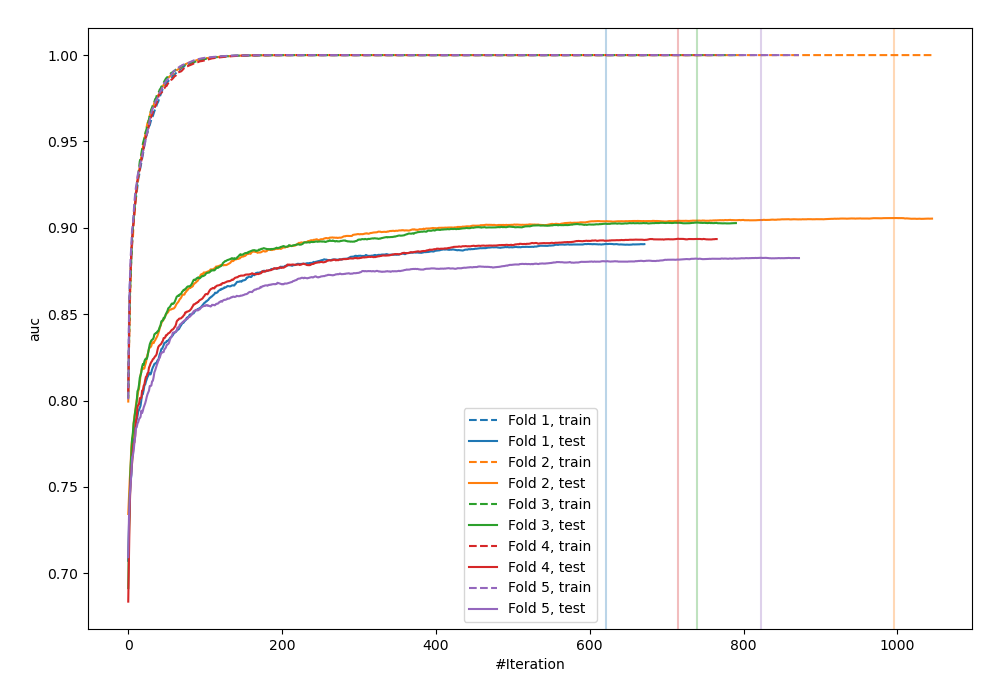 1.00
0.95
0.90
0.85
0.80
0.75
0.70
auc
Fold 1, train
Fold 1, test
Fold 2, train
Fold 2, test
Fold 3, train
Fold 3, test
Fold 4, train
Fold 4, test
Fold 5, train
Fold 5, test
0 200 400 600 800 1000
#Iteration